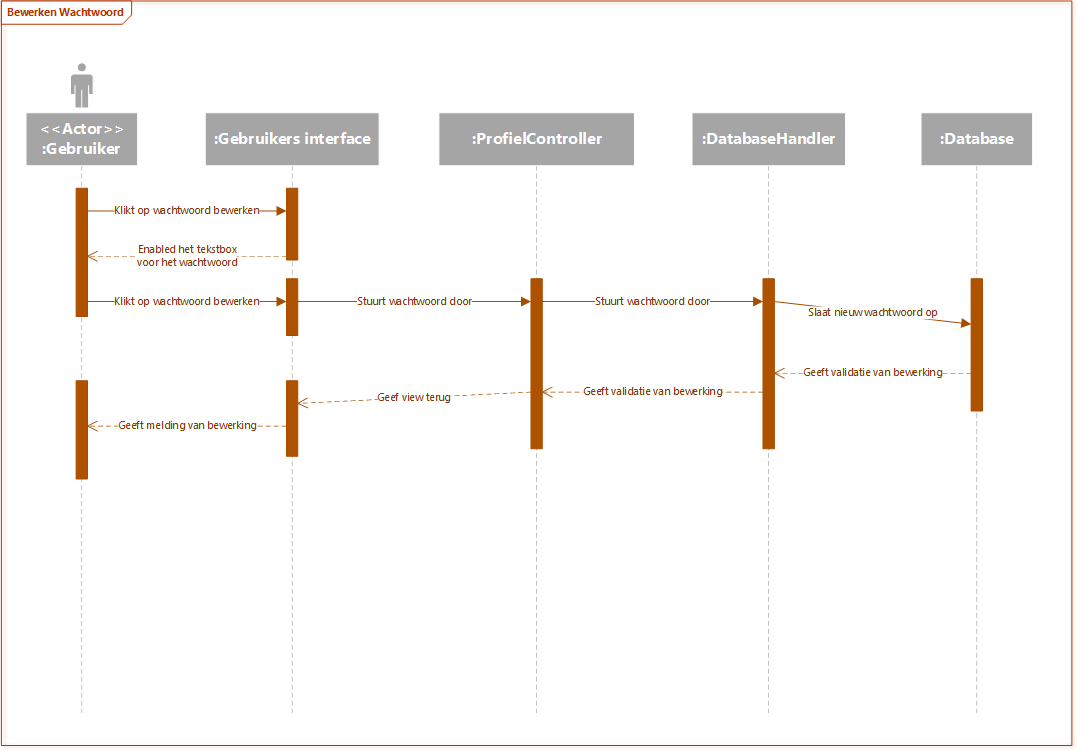 Bewerken Wachtwoord
<<Actor>>
:Gebruiker
:Gebruikers interface
:ProfielController
:DatabaseHandler
:Database
Klikt op wachtwoord bewerken
Enabled het tekstbox
voor het wachtwoord
Klikt op wachtwoord bewerken
Stuurt wachtwoord door
Stuurt wachtwoord door
Slaat nieuw wachtwoord op
Geeft validatie van bewerking
Geeft validatie van bewerking
Geef view terug
Geeft melding van bewerking